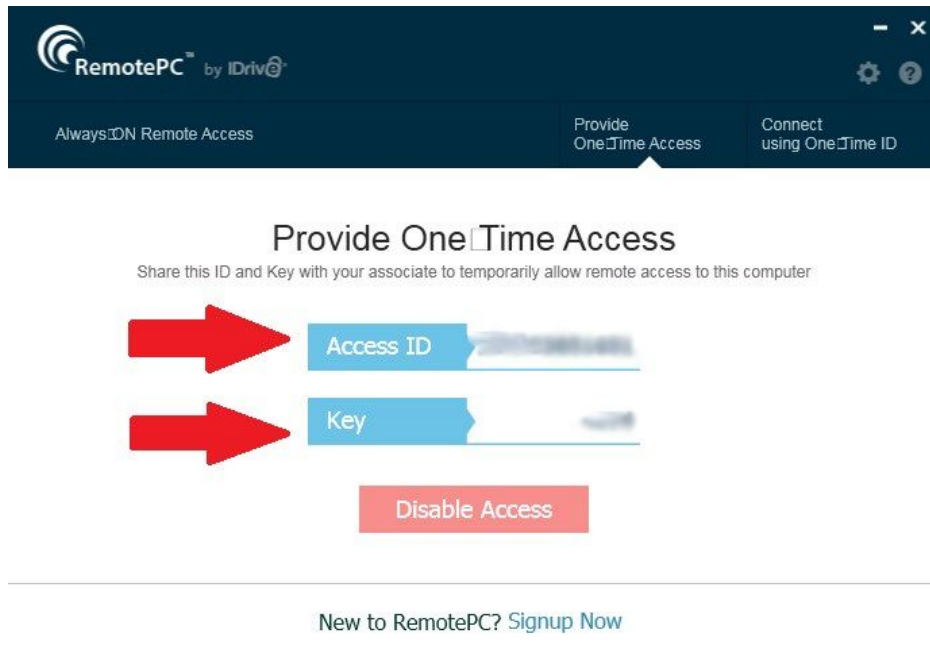 RemotePC™ by IDrive®
Always□ON Remote Access
Provide
One□Time Access
Connect
using One□Time ID
Provide One□Time Access
Share this ID and Key with your associate to temporarily allow remote access to this computer
Access ID
Key
Disable Access
New to RemotePC? Signup Now